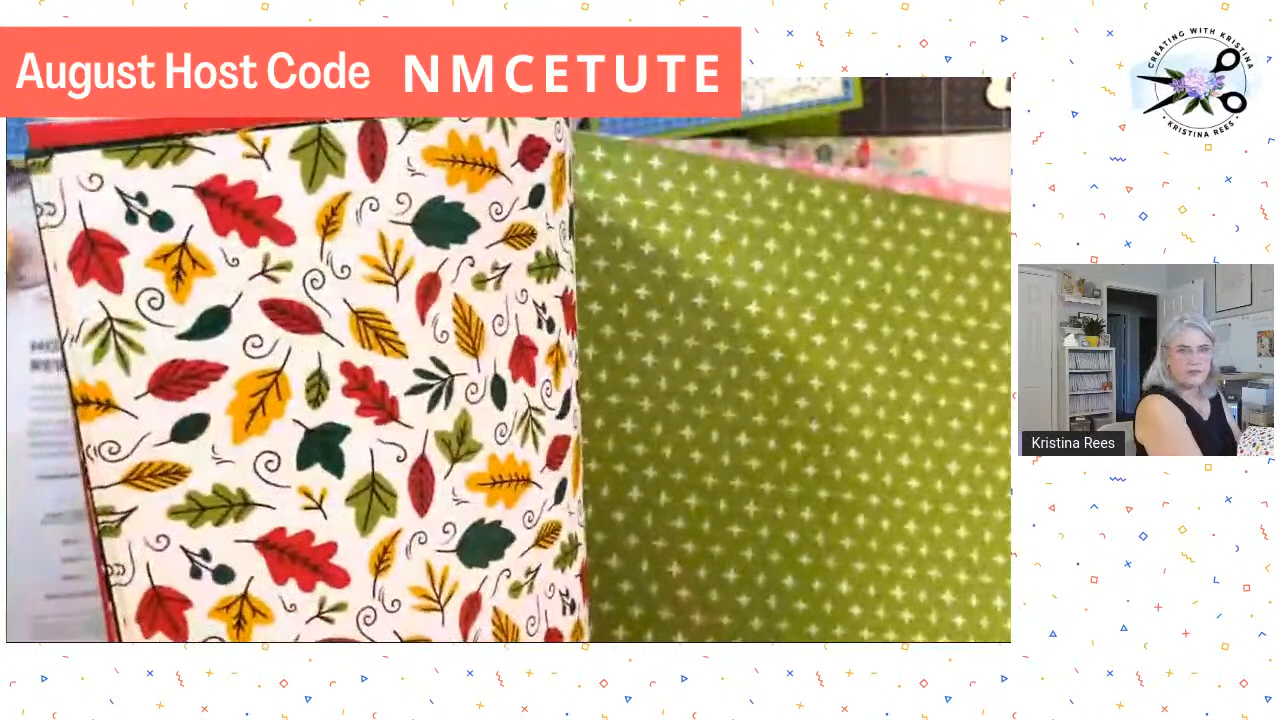 August Host Code NMCETUTE
CREATING WITH KRISTINA
• KRISTINA REES •
Kristina Rees